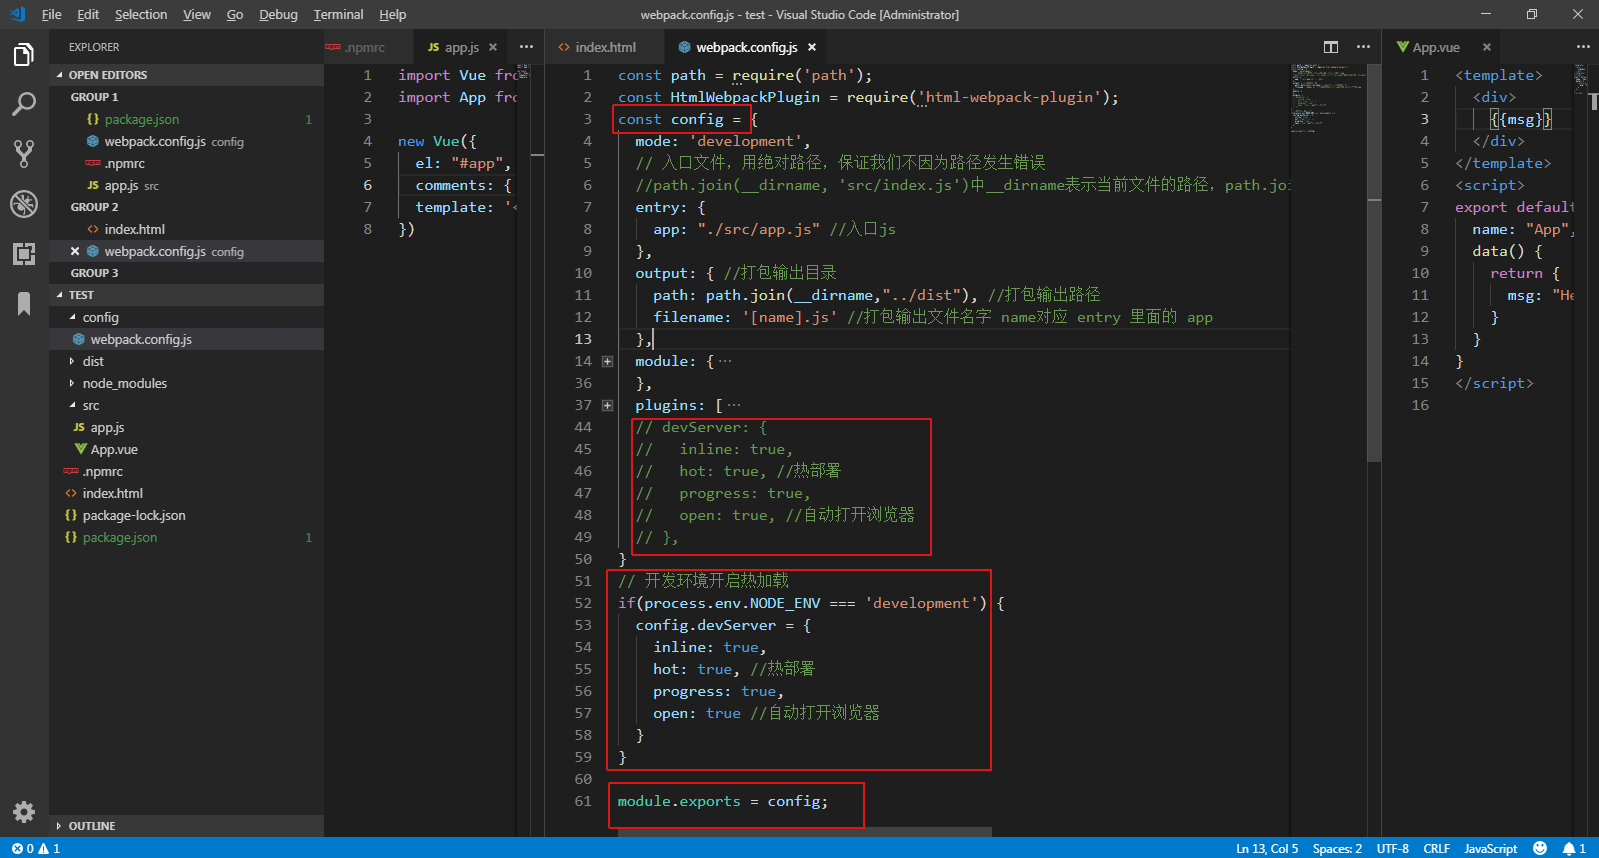 File Edit Selection View Go Debug Terminal Help
webpack.config.js - test - Visual Studio Code [Administrator]
EXPLORER
OPEN EDITORS
GROUP 1
{} package.json 1
webpack.config.js config
npm .npmrc
JS app.js src
GROUP 2
<> index.html
× webpack.config.js config
GROUP 3
TEST
config
webpack.config.js
dist
node_modules
src
JS app.js
App.vue
npm .npmrc
<> index.html
{} package-lock.json
{} package.json 1
OUTLINE
npm .npmrc
JS app.js ×
1 import Vue fro
2 import App fro
3
4 new Vue({
5 el: "#app",
6 comments: {
7 template: '<
8 })
<> index.html
webpack.config.js ×
1 const path = require('path');
2 const HtmlWebpackPlugin = require('html-webpack-plugin');
3 const config = {
4 mode: 'development',
5 // 入口文件，用绝对路径，保证我们不因为路径发生错误
6 //path.join(__dirname, 'src/index.js')中__dirname表示当前文件的路径，path.joi
7 entry: {
8 app: "./src/app.js" //入口js
9 },
10 output: { //打包输出目录
11 path: path.join(__dirname,"../dist"), //打包输出路径
12 filename: '[name].js' //打包输出文件名字 name对应 entry 里面的 app
13 },
14 module: {···
36 },
37 plugins: [···
44 // devServer: {
45 // inline: true,
46 // hot: true, //热部署
47 // progress: true,
48 // open: true, //自动打开浏览器
49 // },
50 }
51 // 开发环境开启热加载
52 if(process.env.NODE_ENV === 'development') {
53 config.devServer = {
54 inline: true,
55 hot: true, //热部署
56 progress: true,
57 open: true //自动打开浏览器
58 }
59 }
60
61 module.exports = config;
App.vue ×
1 <template>
2 <div>
3 {{msg}}
4 </div>
5 </template>
6 <script>
7 export default
8 name: "App",
9 data() {
10 return {
11 msg: "He
12 }
13 }
14 }
15 </script>
16
0 1
Ln 13, Col 5 Spaces: 2 UTF-8 CRLF JavaScript 1